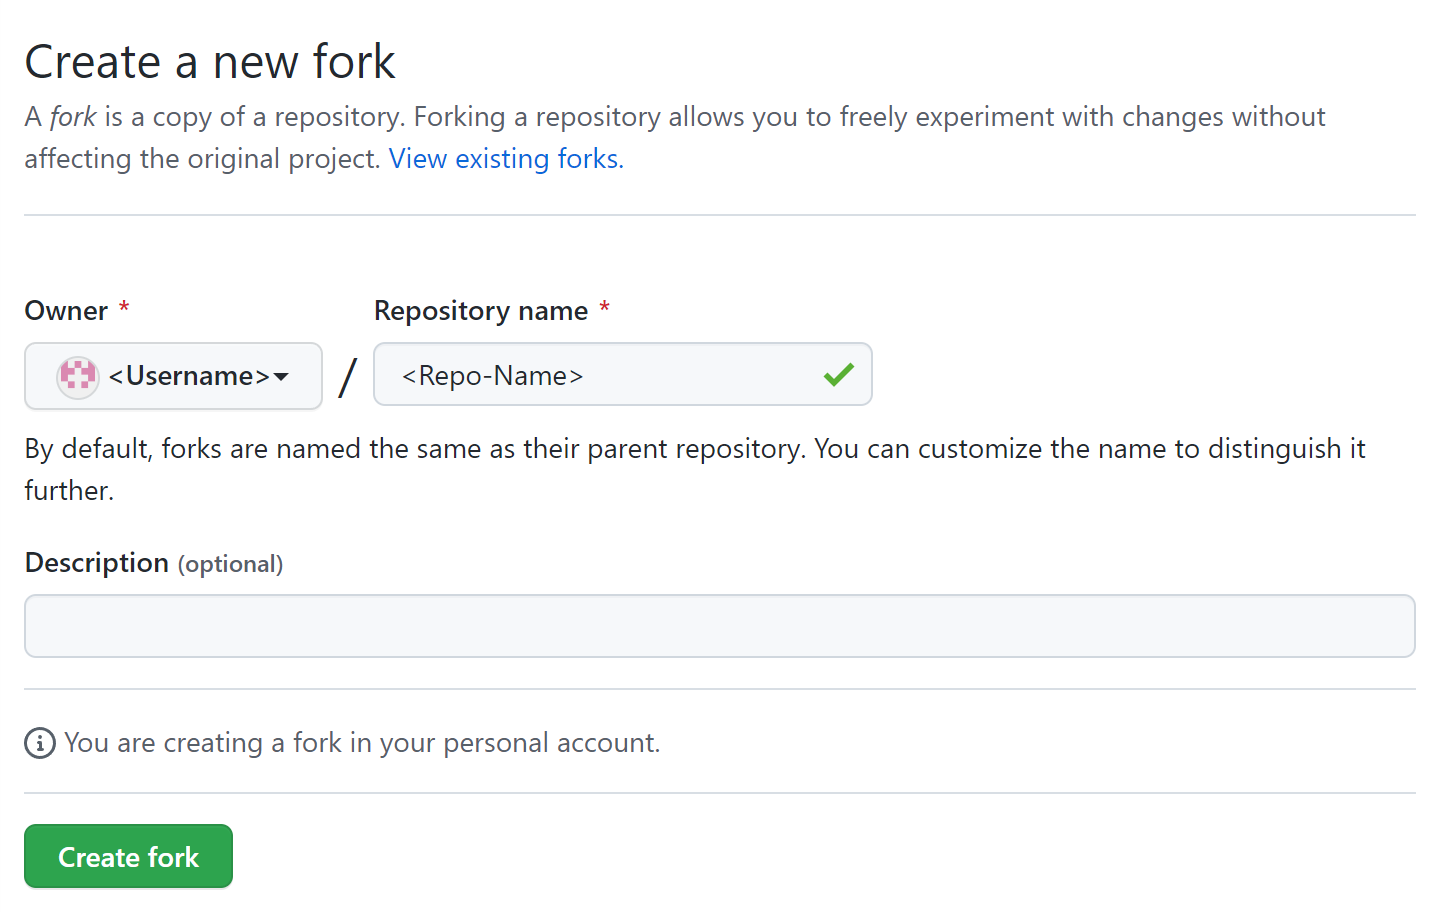 Create a new fork
A fork is a copy of a repository. Forking a repository allows you to freely experiment with changes without
affecting the original project. View existing forks.
Owner * Repository name *
<Username> / <Repo-Name>
By default, forks are named the same as their parent repository. You can customize the name to distinguish it
further.
Description (optional)
You are creating a fork in your personal account.
Create fork